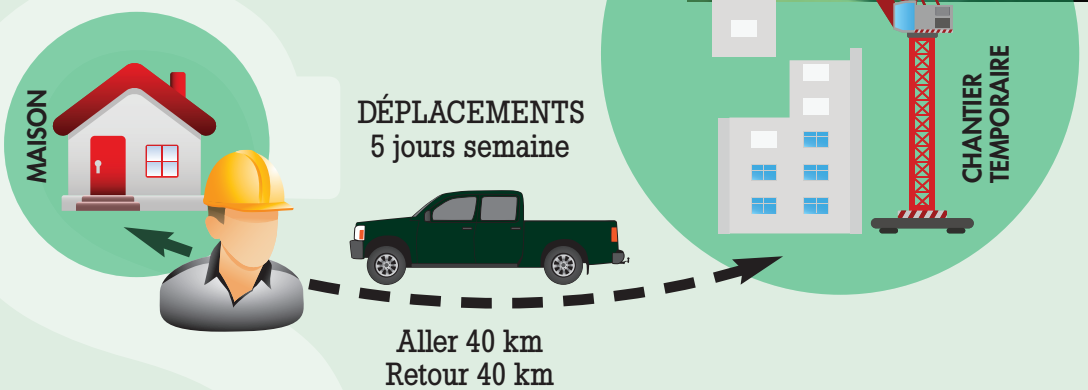 MAISON
DÉPLACEMENTS
5 jours semaine
CHANTIER
TEMPORAIRE
Aller 40 km
Retour 40 km